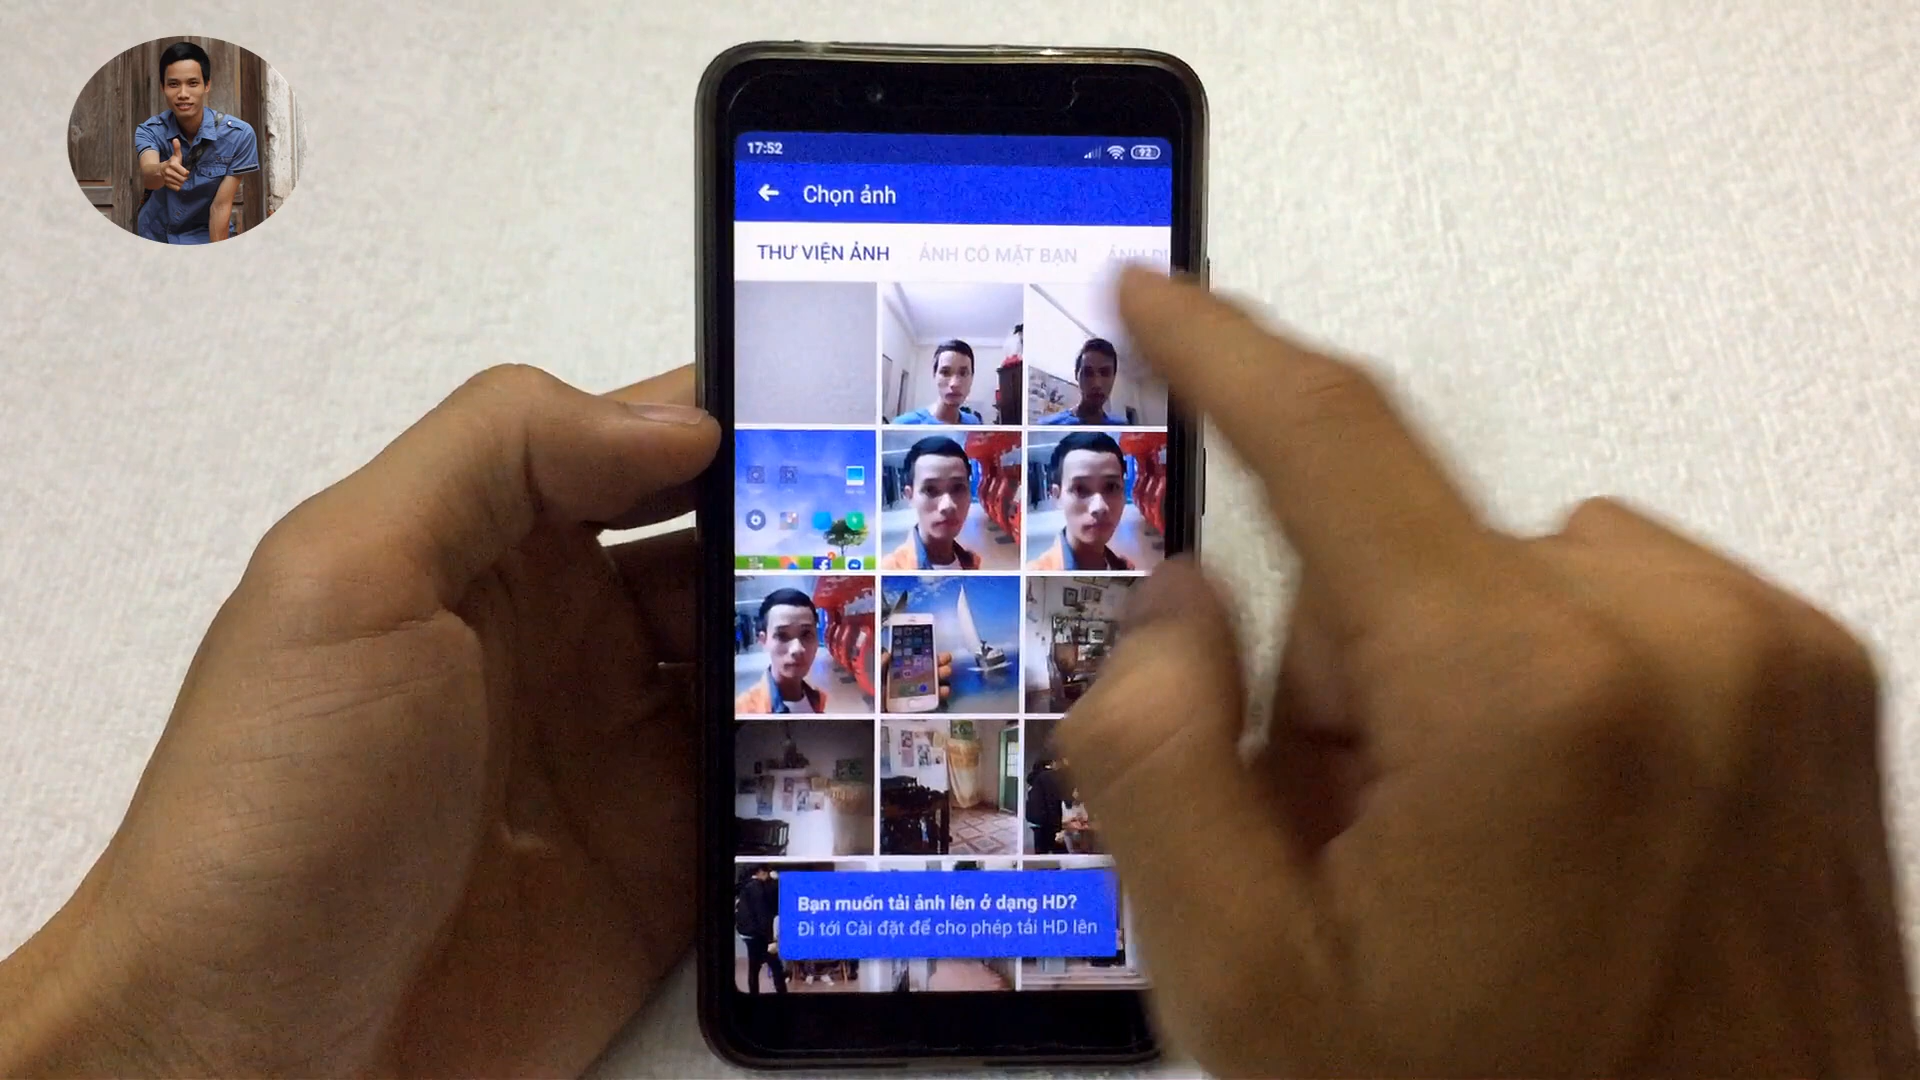 17:52
92
Chọn ảnh
THƯ VIỆN ẢNH
ẢNH CÓ MẶT BẠN
Bạn muốn tải ảnh lên ở dạng HD?
Đi tới Cài đặt để cho phép tải HD lên